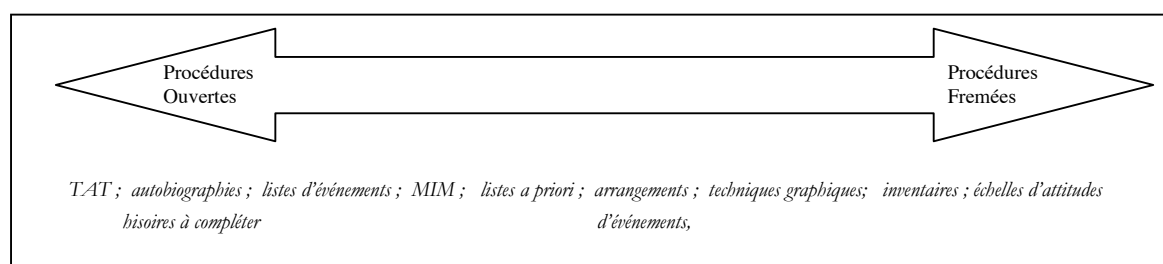 Procédures
Ouvertes
Procédures
Fremées
TAT ; autobiographies ; listes d'événements ; MIM ; listes a priori ; arrangements ; techniques graphiques; inventaires ; échelles d'attitudes
hisoires à compléter d'événements,